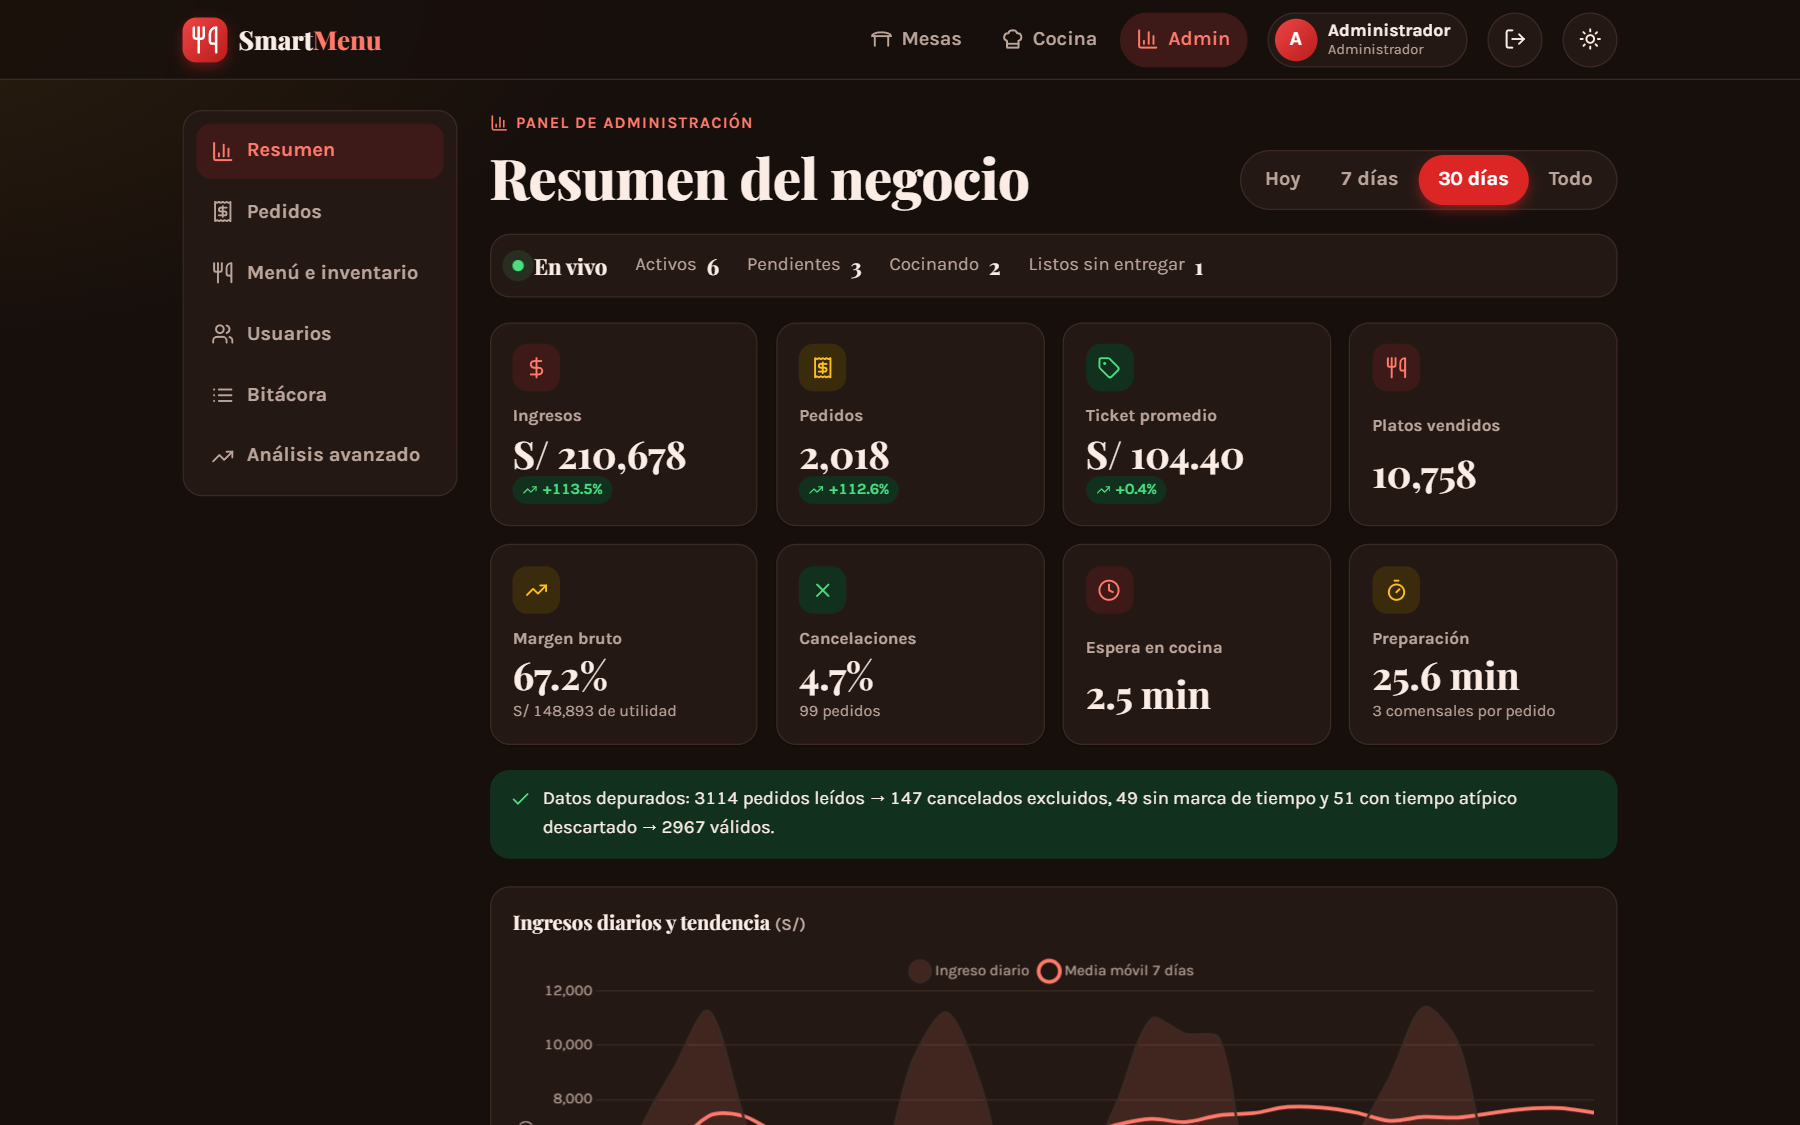 SmartMenu
Mesas
Cocina
Admin
A
Administrador
Administrador
Resumen
Pedidos
Menú e inventario
Usuarios
Bitácora
Análisis avanzado
PANEL DE ADMINISTRACIÓN
Resumen del negocio
Hoy
7 días
30 días
Todo
En vivo
Activos 6
Pendientes 3
Cocinando 2
Listos sin entregar 1
Ingresos
S/ 210,678
+113.5%
Pedidos
2,018
+112.6%
Ticket promedio
S/ 104.40
+0.4%
Platos vendidos
10,758
Margen bruto
67.2%
S/ 148,893 de utilidad
Cancelaciones
4.7%
99 pedidos
Espera en cocina
2.5 min
Preparación
25.6 min
3 comensales por pedido
Datos depurados: 3114 pedidos leídos → 147 cancelados excluidos, 49 sin marca de tiempo y 51 con tiempo atípico
descartado → 2967 válidos.
Ingresos diarios y tendencia (S/)
Ingreso diario
Media móvil 7 días
12,000
10,000
8,000